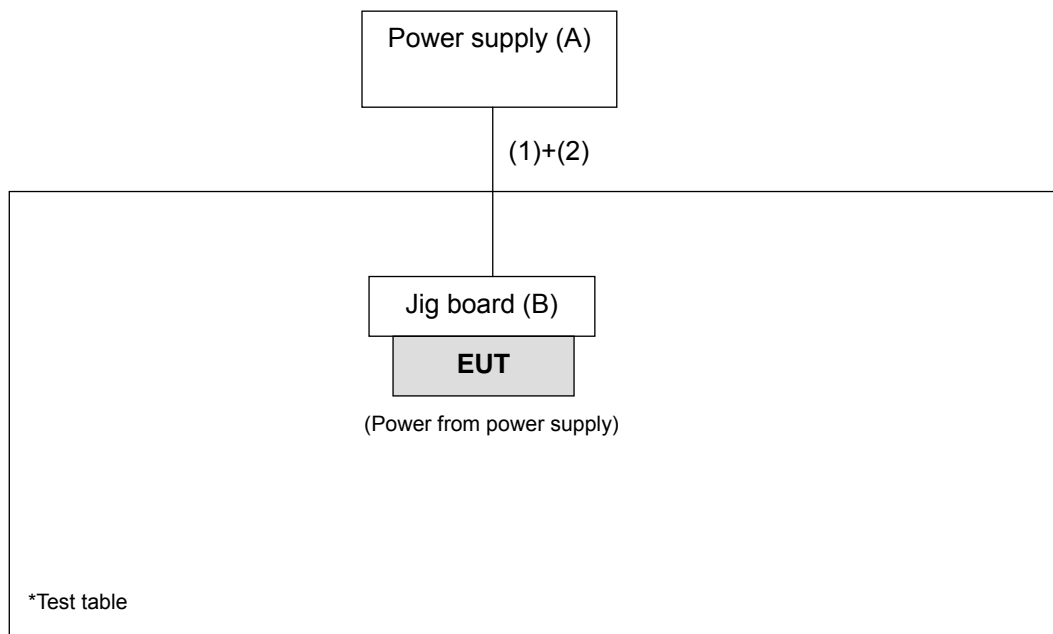 Power supply (A)
(1)+(2)
Jig board (B)
EUT
(Power from power supply)
*Test table